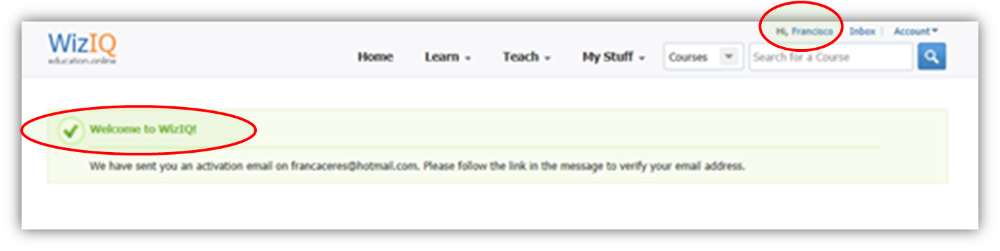 Hi, Francisco Inbox | Account
WizIQ
education.online
Home Learn Teach My Stuff Courses Search for a Course
Welcome to WizIQ!
We have sent you an activation email on francaceres@hotmail.com. Please follow the link in the message to verify your email address.